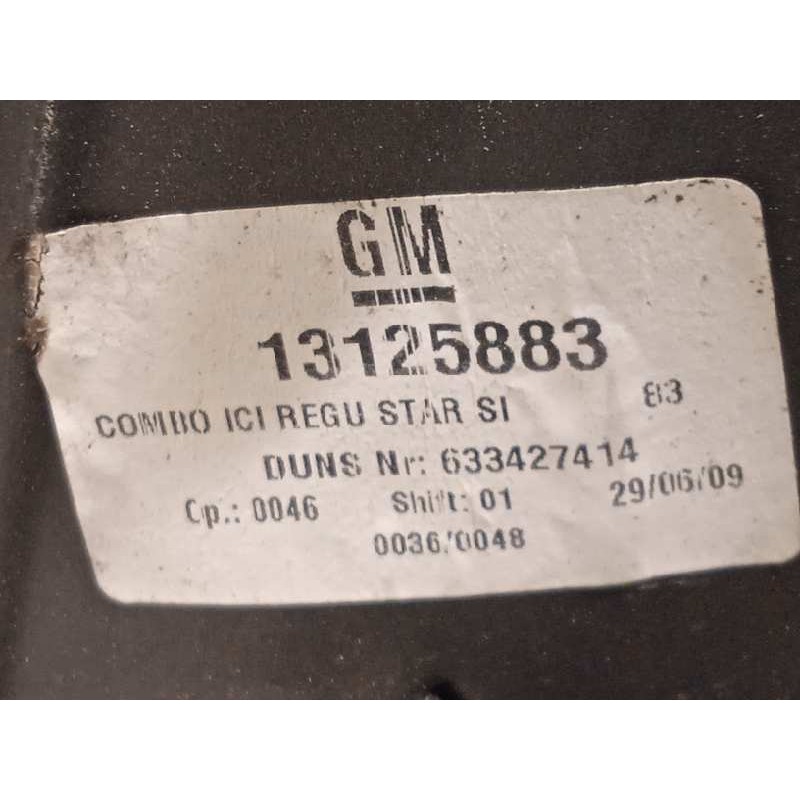 GM
13125883
COMBO ICI REGU STAR SI 83
DUNS Nr: 633427414
Op.: 0046 Shift: 01 29/06/09
0036/0048